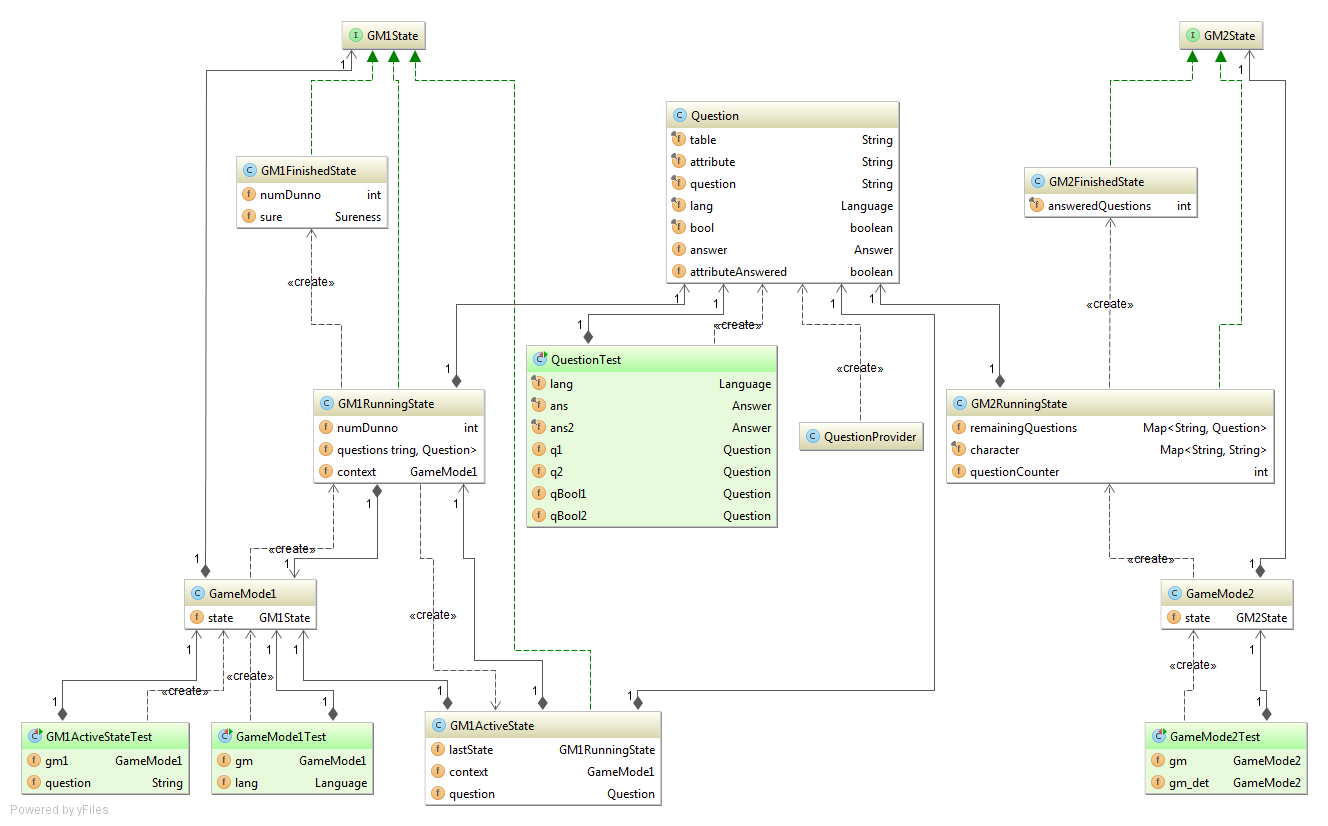 GM1State
GM2State
1
1
Question
table String
attribute String
question String
lang Language
bool boolean
answer Answer
attributeAnswered boolean
GM1FinishedState
numDunno int
sure Sureness
GM2FinishedState
answeredQuestions int
«create»
«create»
1
1
1
1
1
«create»
QuestionTest
lang Language
ans Answer
ans2 Answer
q1 Question
q2 Question
qBool1 Question
qBool2 Question
«create»
QuestionProvider
1
1
GM1RunningState
numDunno int
questions tring, Question>
context GameMode1
GM2RunningState
remainingQuestions Map<String, Question>
character Map<String, String>
questionCounter int
1
1
«create»
1
1
«create»
1
GameMode1
state GM1State
GameMode2
state GM2State
«create»
1
1
1
«create»
«create»
1
«create»
1
1
1
1
1
1
GM1ActiveStateTest
gm1 GameMode1
question String
GameMode1Test
gm GameMode1
lang Language
GM1ActiveState
lastState GM1RunningState
context GameMode1
question Question
GameMode2Test
gm GameMode2
gm_det GameMode2
Powered by yFiles